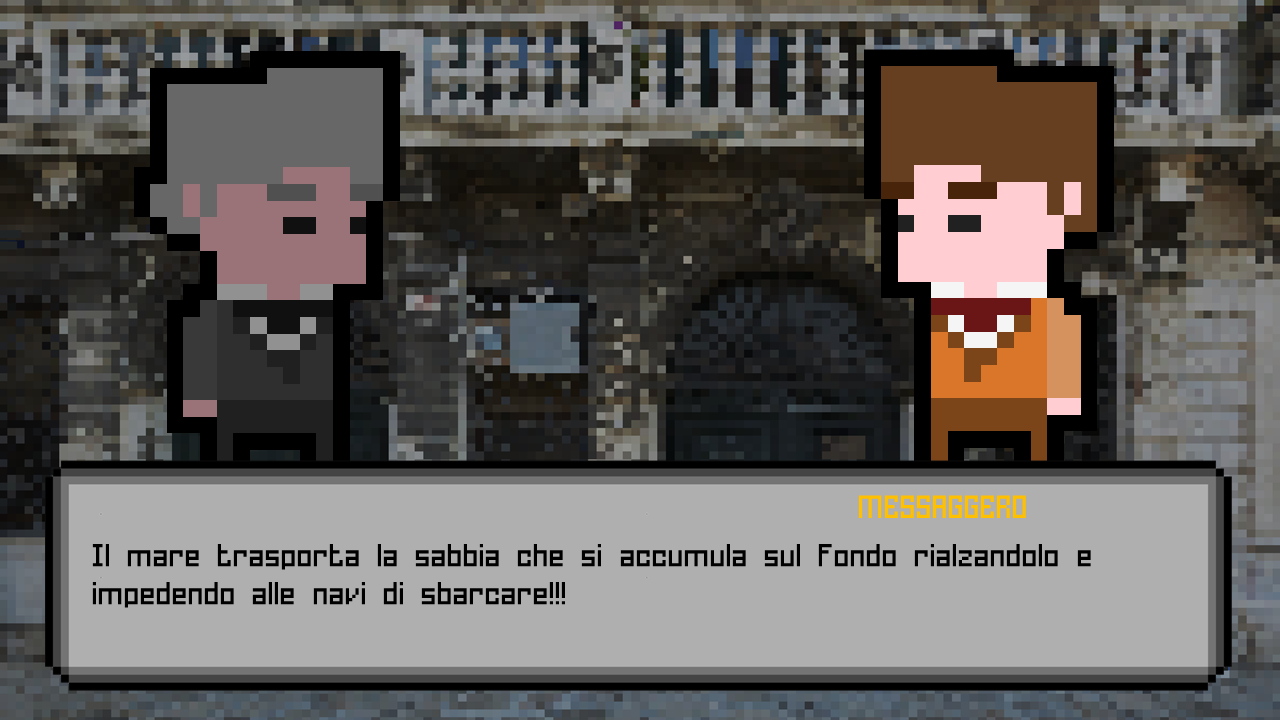 MESSAGGERO
Il mare trasporta la sabbia che si accumula sul fondo rialzandolo e
impedendo alle navi di sbarcare!!!